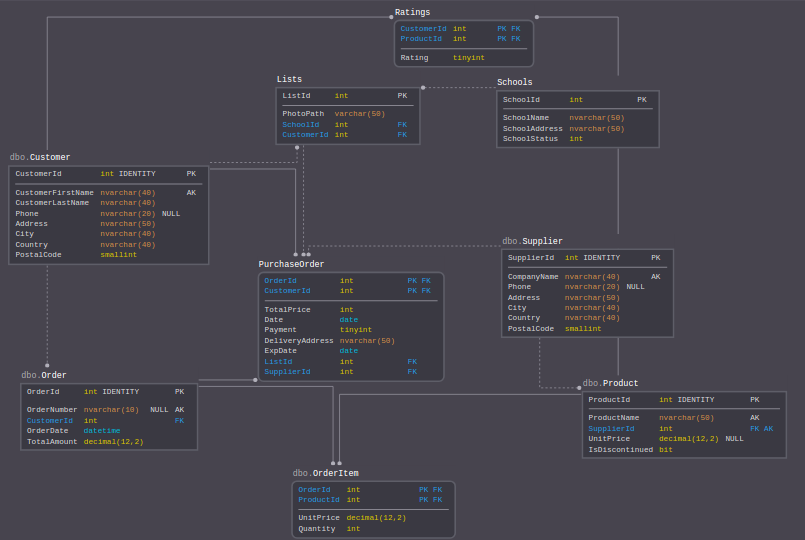 Ratings
CustomerId int PK FK
ProductId int PK FK
Rating tinyint
Lists
ListId int PK
PhotoPath varchar(50)
SchoolId int FK
CustomerId int FK
Schools
SchoolId int PK
SchoolName nvarchar(50)
SchoolAddress nvarchar(50)
SchoolStatus int
dbo.Customer
CustomerId int IDENTITY PK
CustomerFirstName nvarchar(40) AK
CustomerLastName nvarchar(40)
Phone nvarchar(20) NULL
Address nvarchar(50)
City nvarchar(40)
Country nvarchar(40)
PostalCode smallint
dbo.Supplier
SupplierId int IDENTITY PK
CompanyName nvarchar(40) AK
Phone nvarchar(20) NULL
Address nvarchar(50)
City nvarchar(40)
Country nvarchar(40)
PostalCode smallint
PurchaseOrder
OrderId int PK FK
CustomerId int PK FK
TotalPrice int
Date date
Payment tinyint
DeliveryAddress nvarchar(50)
ExpDate date
ListId int FK
SupplierId int FK
dbo.Order
OrderId int IDENTITY PK
OrderNumber nvarchar(10) NULL AK
CustomerId int FK
OrderDate datetime
TotalAmount decimal(12,2)
dbo.Product
ProductId int IDENTITY PK
ProductName nvarchar(50) AK
SupplierId int FK AK
UnitPrice decimal(12,2) NULL
IsDiscontinued bit
dbo.OrderItem
OrderId int PK FK
ProductId int PK FK
UnitPrice decimal(12,2)
Quantity int